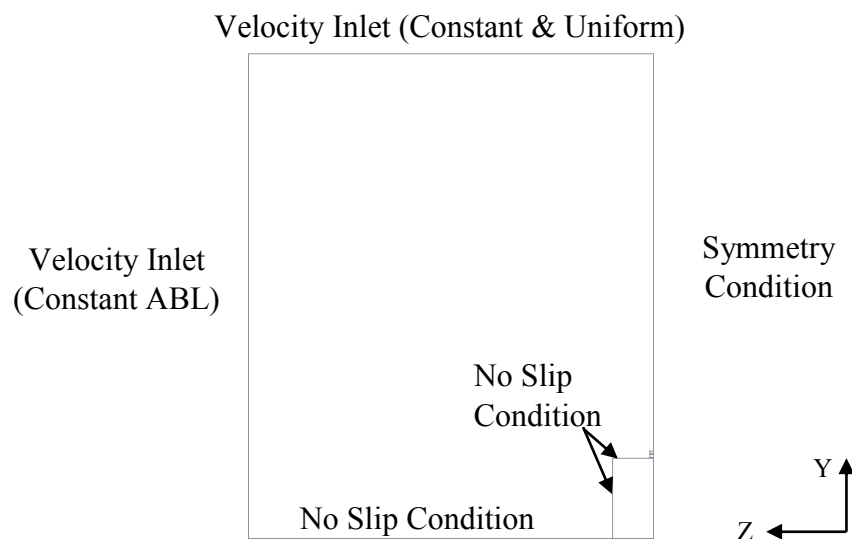 Velocity Inlet (Constant & Uniform)
Velocity Inlet
(Constant ABL)
Symmetry
Condition
No Slip
Condition
No Slip Condition
Y
Z